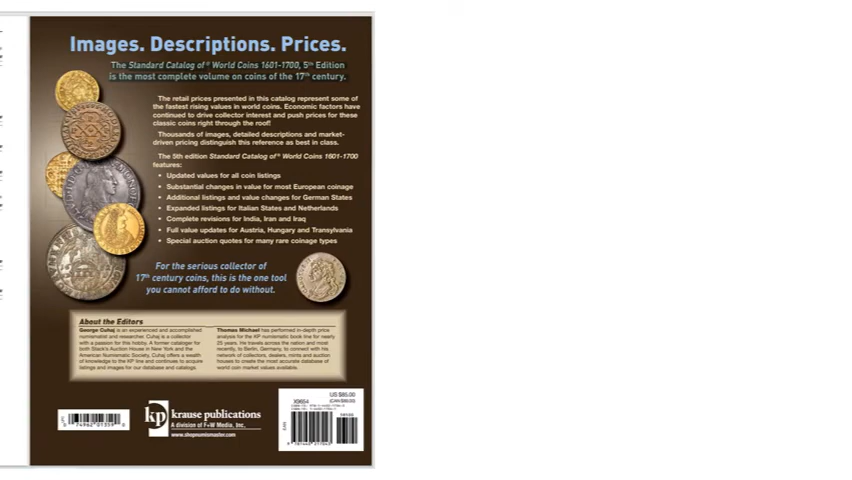 Images. Descriptions. Prices.
The Standard Catalog of® World Coins 1601-1700, 5th Edition
is the most complete volume on coins of the 17th century.
The retail prices presented in this catalog represent some of
the fastest rising values in world coins. Economic factors have
continued to drive collector interest and push prices for these
classic coins right through the roof!
Thousands of images, detailed descriptions and market-
driven pricing distinguish this reference as best in class.
The 5th edition Standard Catalog of® World Coins 1601-1700
features:
• Updated values for all coin listings
• Substantial changes in value for most European coinage
• Additional listings and value changes for German States
• Expanded listings for Italian States and Netherlands
• Complete revisions for India, Iran and Iraq
• Full value updates for Austria, Hungary and Transylvania
• Special auction quotes for many rare coinage types
For the serious collector of
17th century coins, this is the one tool
you cannot afford to do without.
About the Editors
George Cuhaj is an experienced and accomplished
numismatist and researcher. Cuhaj is a collector
with a passion for this hobby. A former cataloger for
both Stack's Auction House in New York and the
American Numismatic Society, Cuhaj offers a wealth
of knowledge to the KP line and continues to acquire
listings and images for our database and catalogs.
Thomas Michael has performed in-depth price
analysis for the KP numismatic book line for nearly
25 years. He travels across the nation and most
recently, to Berlin, Germany, to connect with his
network of collectors, dealers, mints and auction
houses to create the most accurate database of
world coin market values available.
kp krause publications
A division of F+W Media, Inc.
www.shopnumismaster.com
US $85.00
X9654